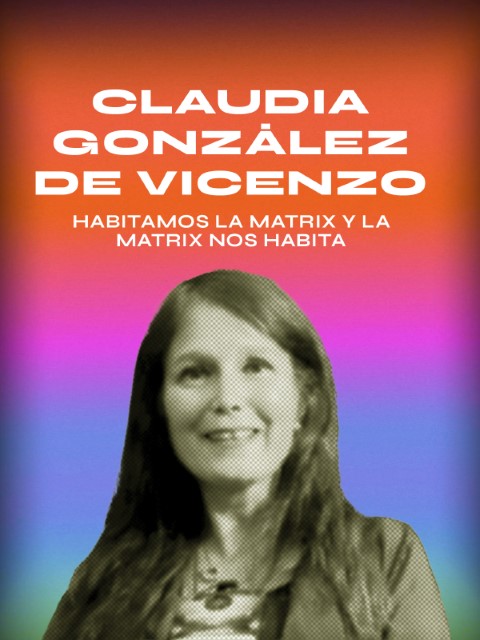 CLAUDIA
GONZÁLEZ
DE VICENZO
HABITAMOS LA MATRIX Y LA
MATRIX NOS HABITA